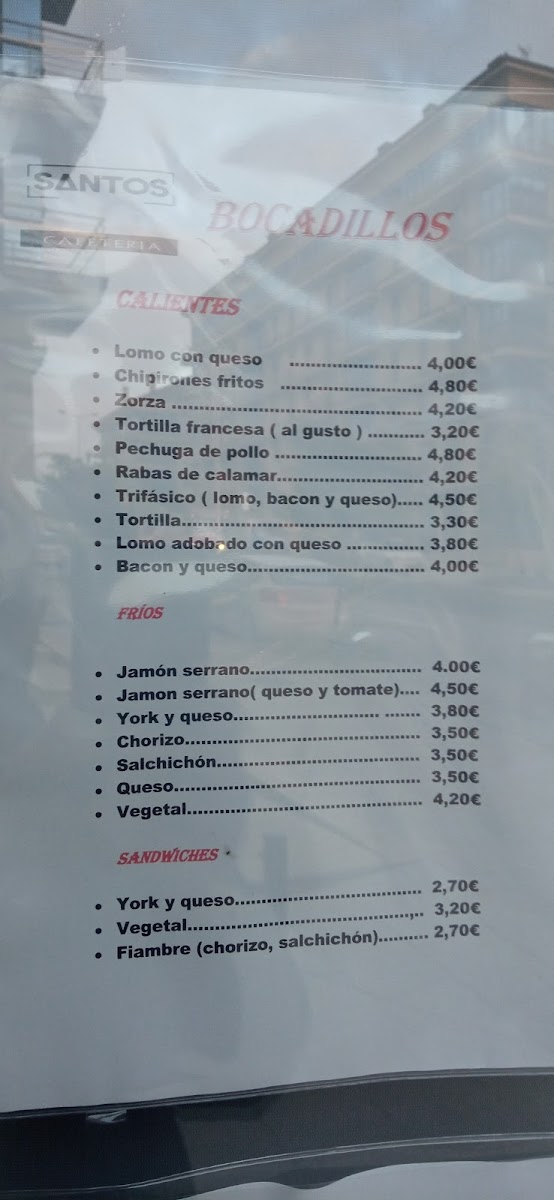 SANTOS
CAFETERIA
BOCADILLOS
CALIENTES
• Lomo con queso ......................... 4,00€
• Chipirones fritos ........................... 4,80€
• Zorza ............................................... 4,20€
• Tortilla francesa ( al gusto ) ........... 3,20€
• Pechuga de pollo ........................... 4,80€
• Rabas de calamar........................... 4,20€
• Trifásico ( lomo, bacon y queso)..... 4,50€
• Tortilla............................................. 3,30€
• Lomo adobado con queso ............... 3,80€
• Bacon y queso................................. 4,00€
FRÍOS
• Jamón serrano................................ 4.00€
• Jamon serrano( queso y tomate).... 4,50€
• York y queso........................... ....... 3,80€
• Chorizo............................................ 3,50€
• Salchichón...................................... 3,50€
• Queso.............................................. 3,50€
• Vegetal............................................ 4,20€
SANDWICHES
• York y queso................................... 2,70€
• Vegetal.........................................,.. 3,20€
• Fiambre (chorizo, salchichón).......... 2,70€